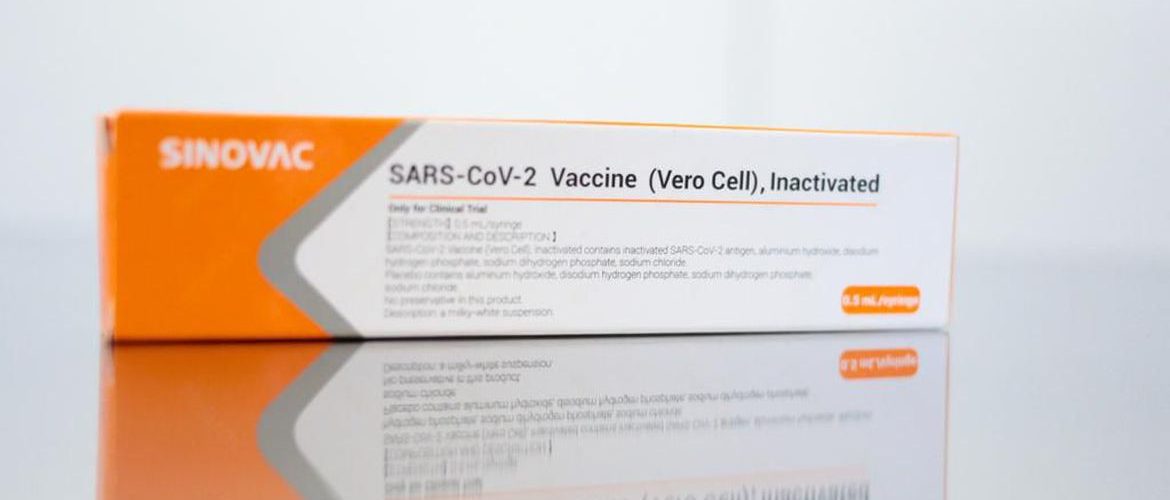 SINOVAC
SARS-CoV-2 Vaccine (Vero Cell), Inactivated
Only for Clinical Trial
[STRENGTH] 0.5 mL/syringe
[COMPOSITION AND DESCRIPTION]
SARS-CoV-2 Vaccine (Vero Cell), Inactivated contains inactivated SARS-CoV-2 antigen, aluminium hydroxide, disodium
hydrogen phosphate, sodium dihydrogen phosphate, sodium chloride.
Placebo contains aluminum hydroxide, disodium hydrogen phosphate, sodium dihydrogen phosphate,
sodium chloride.
No preservative in this product.
Description: a milky-white suspension.
0.5 mL/syringe